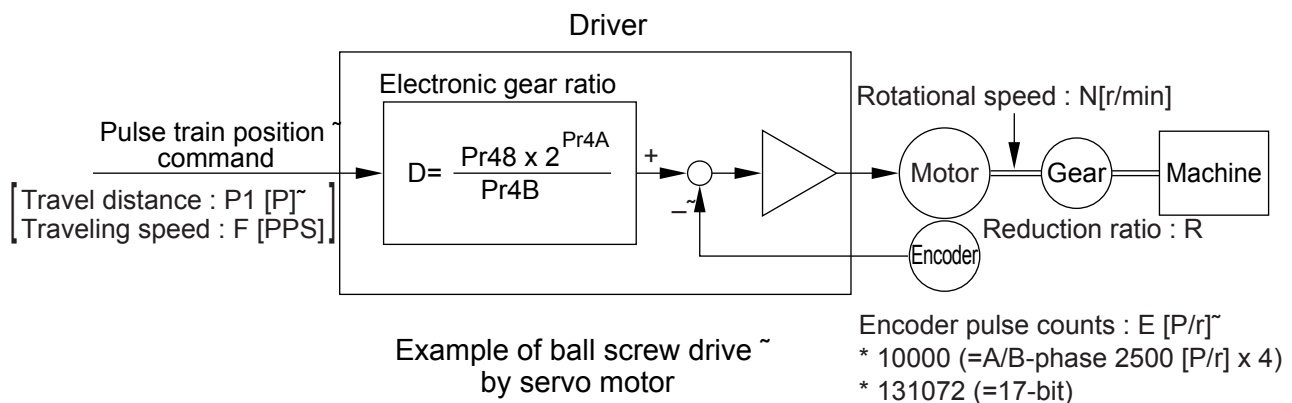 Driver
Electronic gear ratio
Rotational speed : N[r/min]
Pulse train position ˜
command
D= Pr48 x 2^Pr4A / Pr4B
+
Motor
Gear
Machine
[Travel distance : P1 [P]˜
Traveling speed : F [PPS]]
−˜
Reduction ratio : R
Encoder
Example of ball screw drive ˜
by servo motor
Encoder pulse counts : E [P/r]˜
* 10000 (=A/B-phase 2500 [P/r] x 4)
* 131072 (=17-bit)